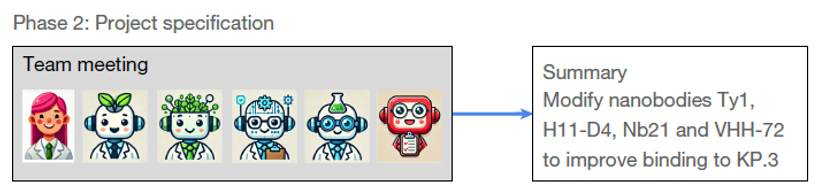 Phase 2: Project specification
Team meeting
Summary
Modify nanobodies Ty1,
H11-D4, Nb21 and VHH-72
to improve binding to KP.3